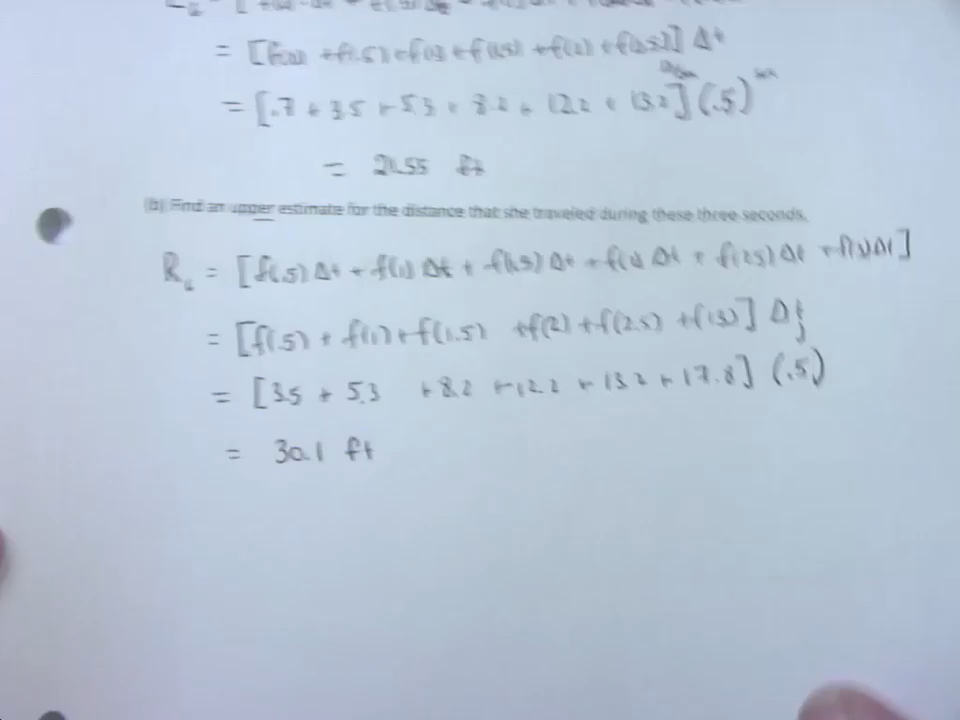 = [f(0) + f(.5) + f(1) + f(1.5) + f(2) + f(2.5)] Δt
= [.7 + 3.5 + 5.3 + 8.2 + 12.2 + 13.2] (.5)
= 21.55 ft
(b) Find an upper estimate for the distance that she traveled during these three seconds.
R₆ = [f(.5) Δt + f(1) Δt + f(1.5) Δt + f(2) Δt + f(2.5) Δt + f(3) Δt]
= [f(.5) + f(1) + f(1.5) + f(2) + f(2.5) + f(3)] Δt
= [3.5 + 5.3 + 8.2 + 12.2 + 13.2 + 17.8] (.5)
= 30.1 ft